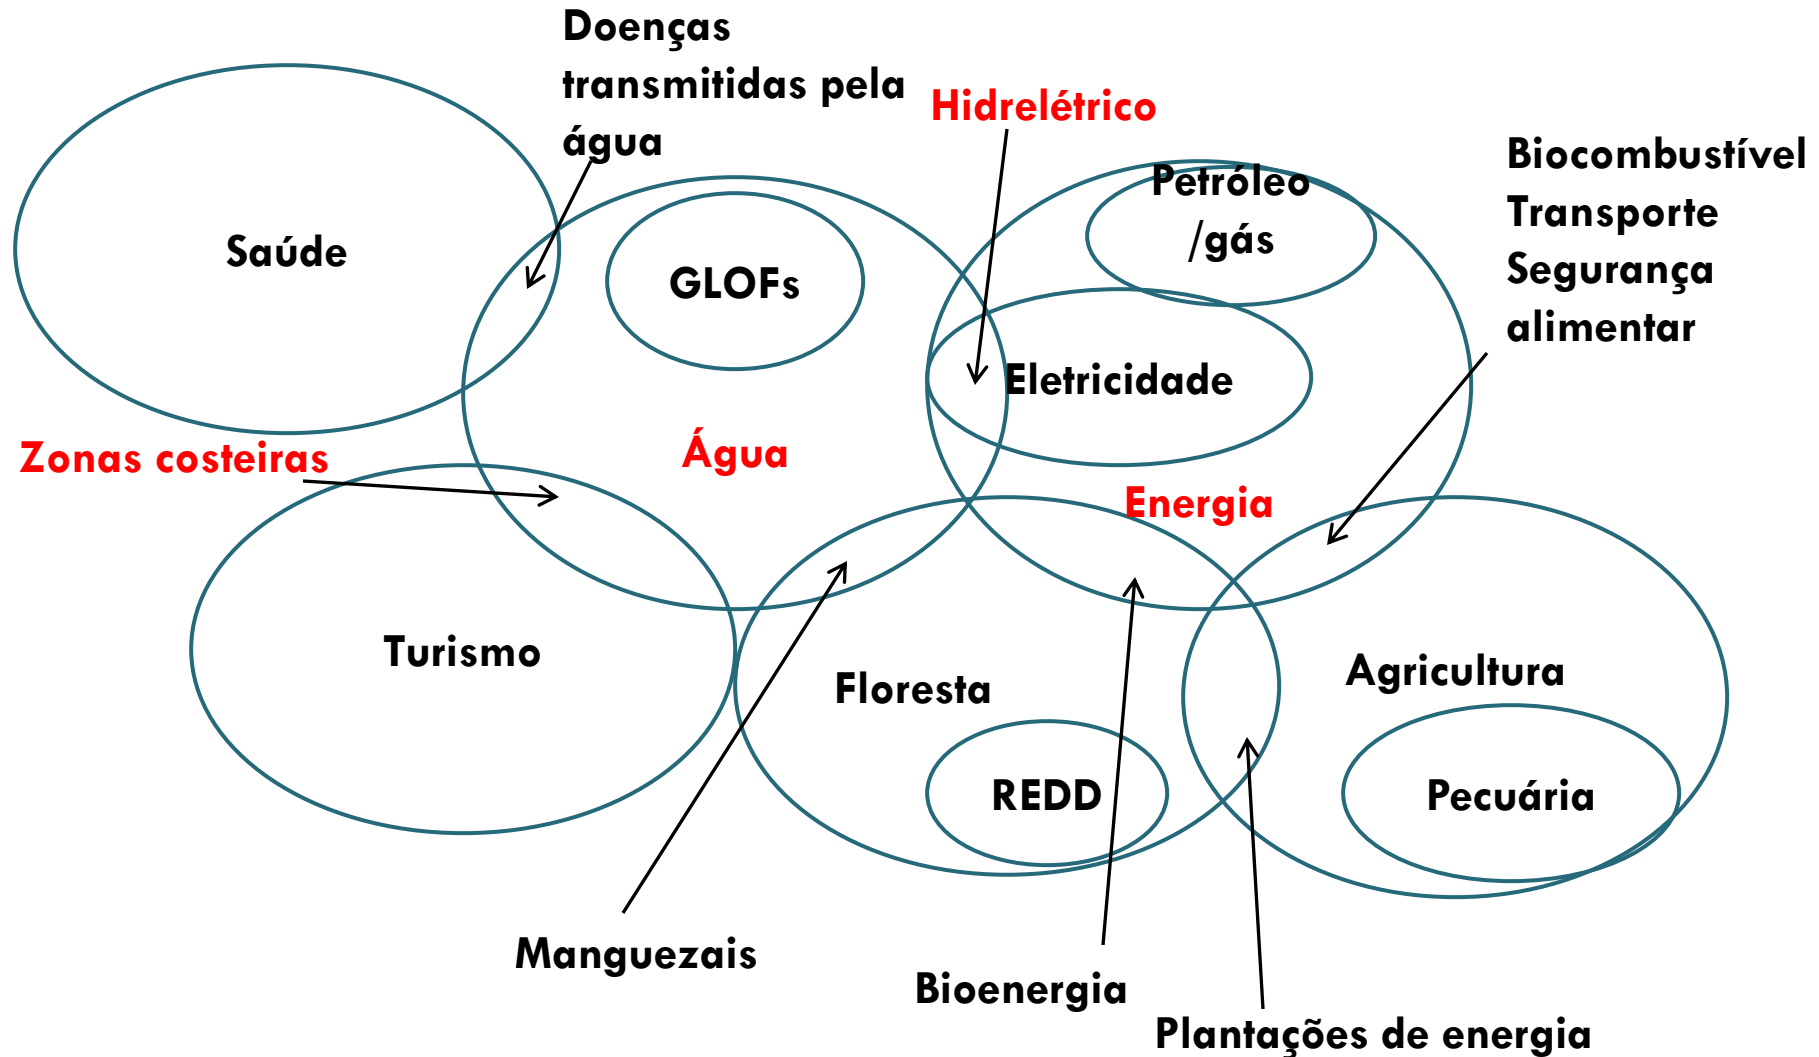 Doenças
transmitidas pela
água
Hidrelétrico
Biocombustível
Transporte
Segurança
alimentar
Petróleo
/gás
Saúde
GLOFs
Eletricidade
Zonas costeiras
Água
Energia
Turismo
Floresta
Agricultura
REDD
Pecuária
Manguezais
Bioenergia
Plantações de energia